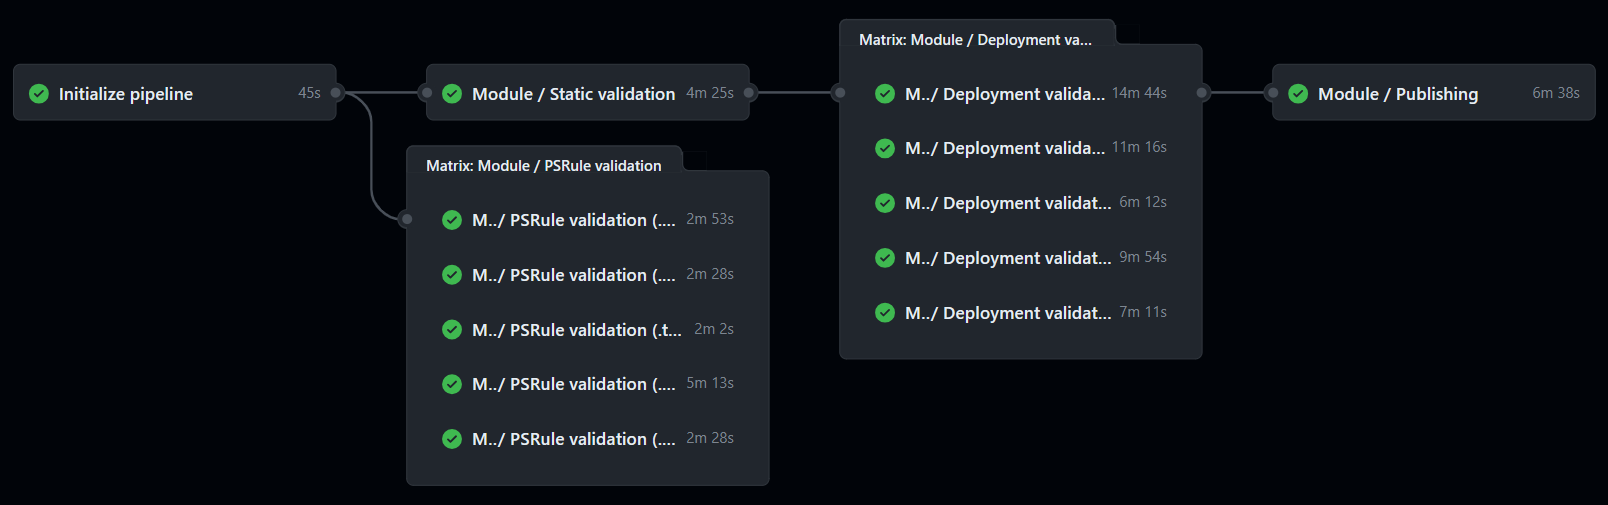 Initialize pipeline 45s
Module / Static validation 4m 25s
Matrix: Module / PSRule validation
M../ PSRule validation (.... 2m 53s
M../ PSRule validation (.... 2m 28s
M../ PSRule validation (.t... 2m 2s
M../ PSRule validation (.... 5m 13s
M../ PSRule validation (.... 2m 28s
Matrix: Module / Deployment va...
M../ Deployment valida... 14m 44s
M../ Deployment valida... 11m 16s
M../ Deployment validat... 6m 12s
M../ Deployment validat... 9m 54s
M../ Deployment validat... 7m 11s
Module / Publishing 6m 38s